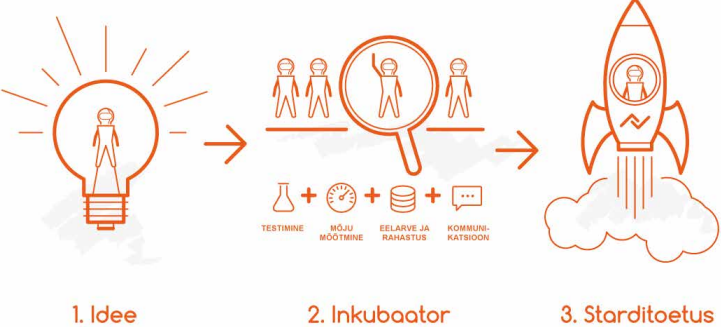 TESTIMINE
MÕJU
MÕÕTMINE
EELARVE JA
RAHASTUS
KOMMUNI-
KATSIOON
1. Idee
2. Inkubaator
3. Starditoetus